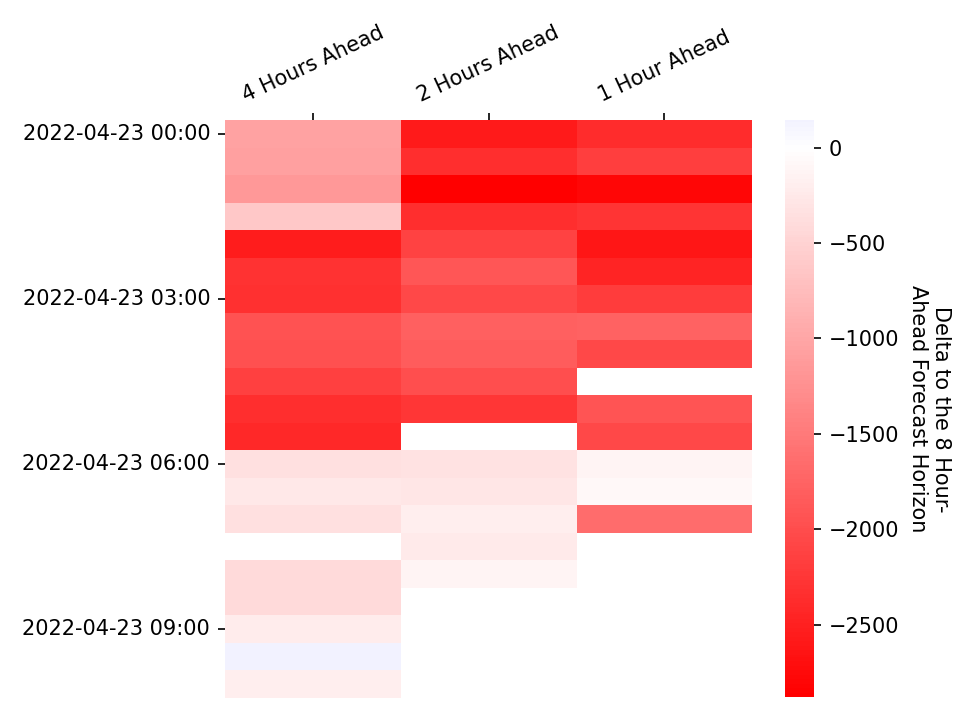 4 Hours Ahead
2 Hours Ahead
1 Hour Ahead
2022-04-23 00:00
2022-04-23 03:00
2022-04-23 06:00
2022-04-23 09:00
0
−500
−1000
−1500
−2000
−2500
Delta to the 8 Hour-
Ahead Forecast Horizon